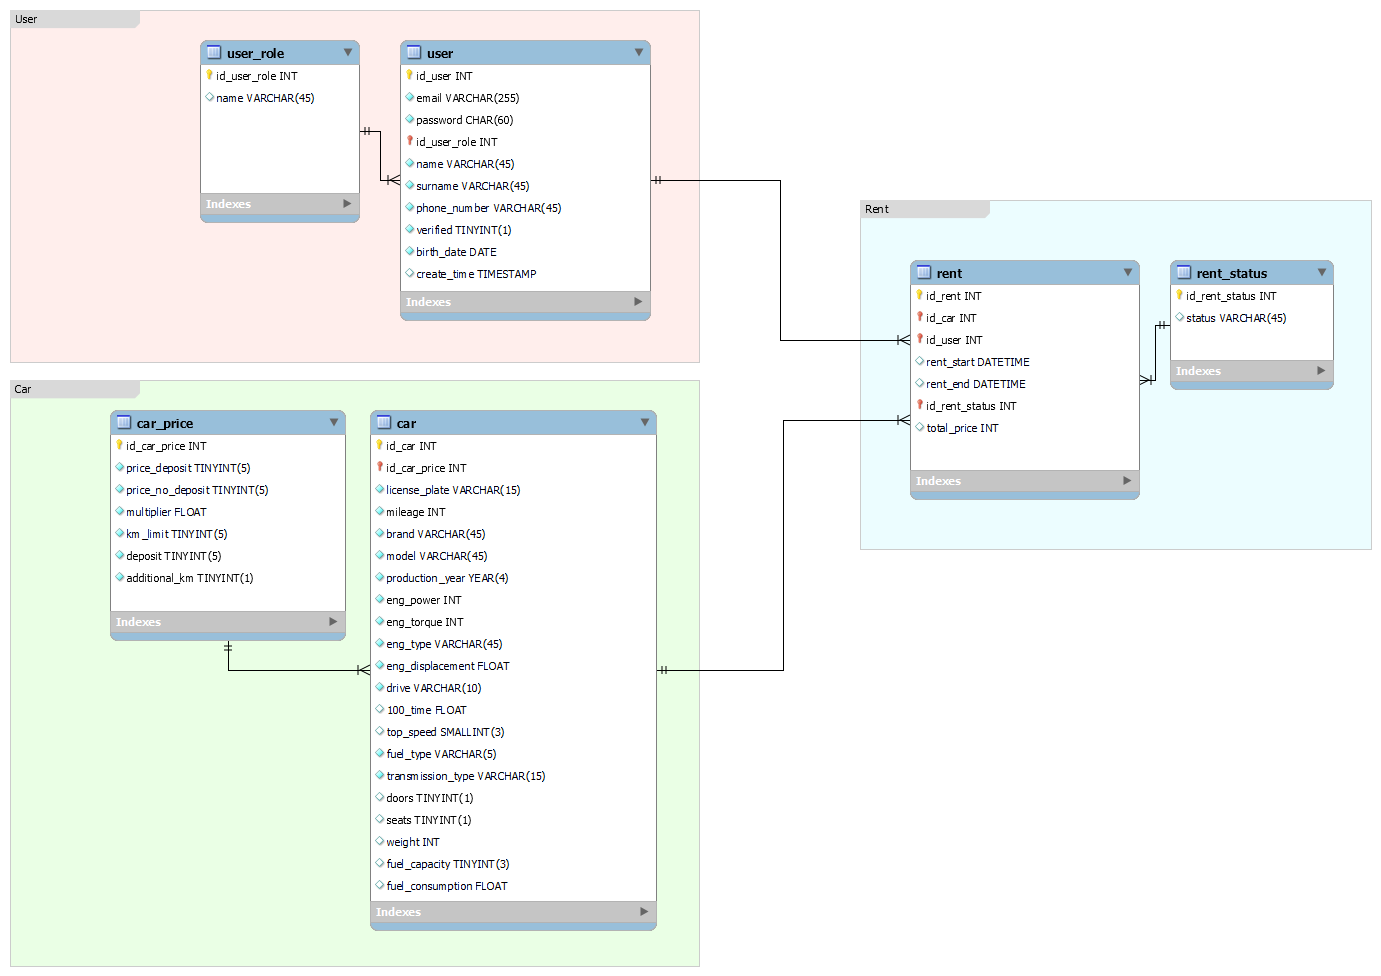 User
user_role
id_user_role INT
name VARCHAR(45)
Indexes
user
id_user INT
email VARCHAR(255)
password CHAR(60)
id_user_role INT
name VARCHAR(45)
surname VARCHAR(45)
phone_number VARCHAR(45)
verified TINYINT(1)
birth_date DATE
create_time TIMESTAMP
Indexes
Rent
rent
id_rent INT
id_car INT
id_user INT
rent_start DATETIME
rent_end DATETIME
id_rent_status INT
total_price INT
Indexes
rent_status
id_rent_status INT
status VARCHAR(45)
Indexes
Car
car_price
id_car_price INT
price_deposit TINYINT(5)
price_no_deposit TINYINT(5)
multiplier FLOAT
km_limit TINYINT(5)
deposit TINYINT(5)
additional_km TINYINT(1)
Indexes
car
id_car INT
id_car_price INT
license_plate VARCHAR(15)
mileage INT
brand VARCHAR(45)
model VARCHAR(45)
production_year YEAR(4)
eng_power INT
eng_torque INT
eng_type VARCHAR(45)
eng_displacement FLOAT
drive VARCHAR(10)
100_time FLOAT
top_speed SMALLINT(3)
fuel_type VARCHAR(5)
transmission_type VARCHAR(15)
doors TINYINT(1)
seats TINYINT(1)
weight INT
fuel_capacity TINYINT(3)
fuel_consumption FLOAT
Indexes